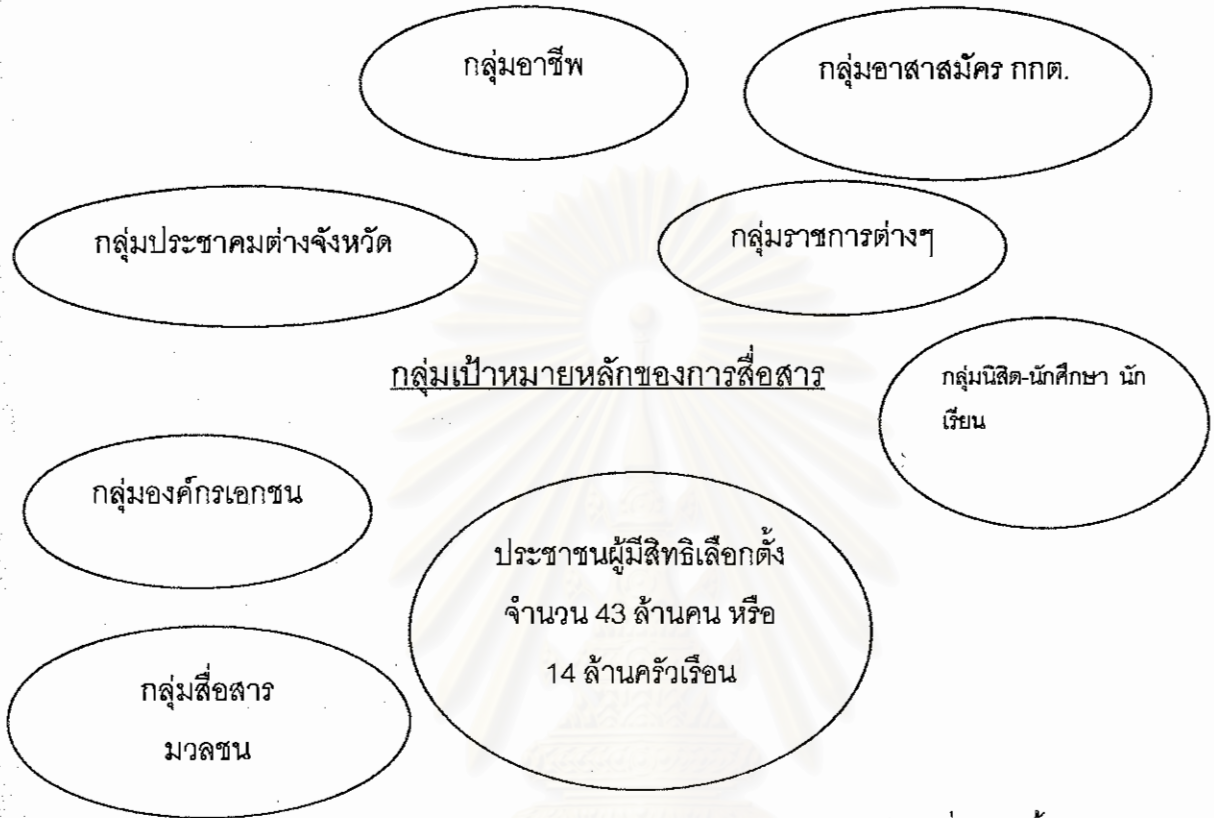 กลุ่มอาชีพ
กลุ่มอาสาสมัคร กกต.
กลุ่มประชาคมต่างจังหวัด
กลุ่มราชการต่างๆ
กลุ่มเป้าหมายหลักของการสื่อสาร
กลุ่มนิสิต-นักศึกษา นัก
เรียน
กลุ่มองค์กรเอกชน
ประชาชนผู้มีสิทธิเลือกตั้ง
จำนวน 43 ล้านคน หรือ
14 ล้านครัวเรือน
กลุ่มสื่อสาร
มวลชน